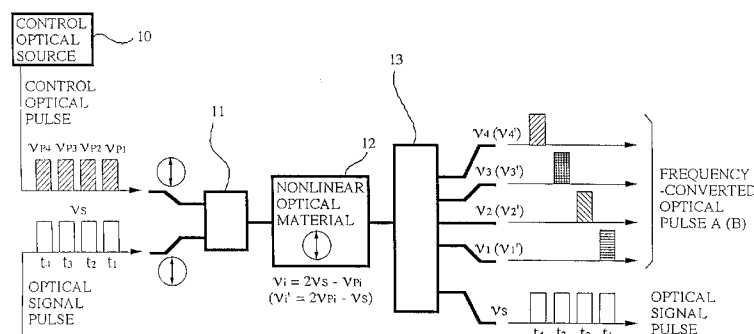 CONTROL
OPTICAL
SOURCE
10
CONTROL
OPTICAL
PULSE
νP4 νP3 νP2 νP1
νS
t4 t3 t2 t1
OPTICAL
SIGNAL
PULSE
11
12
NONLINEAR
OPTICAL
MATERIAL
νi = 2νS - νPi
(νi' = 2νPi - νS)
13
ν4 (ν4')
ν3 (ν3')
ν2 (ν2')
ν1 (ν1')
FREQUENCY
-CONVERTED
OPTICAL
PULSE A (B)
νS
OPTICAL
SIGNAL
PULSE